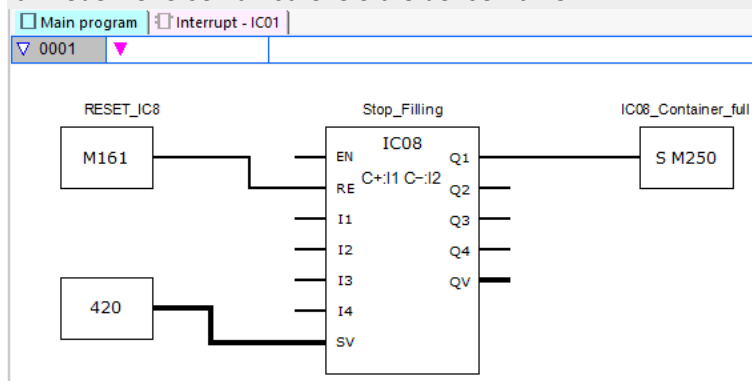 Main program Interrupt - IC01
0001
RESET_IC8 Stop_Filling IC08_Container_full
M161 IC08 S M250
C+:I1 C-:I2
EN Q1
RE Q2
I1 Q3
I2 Q4
I3 QV
I4
SV
420